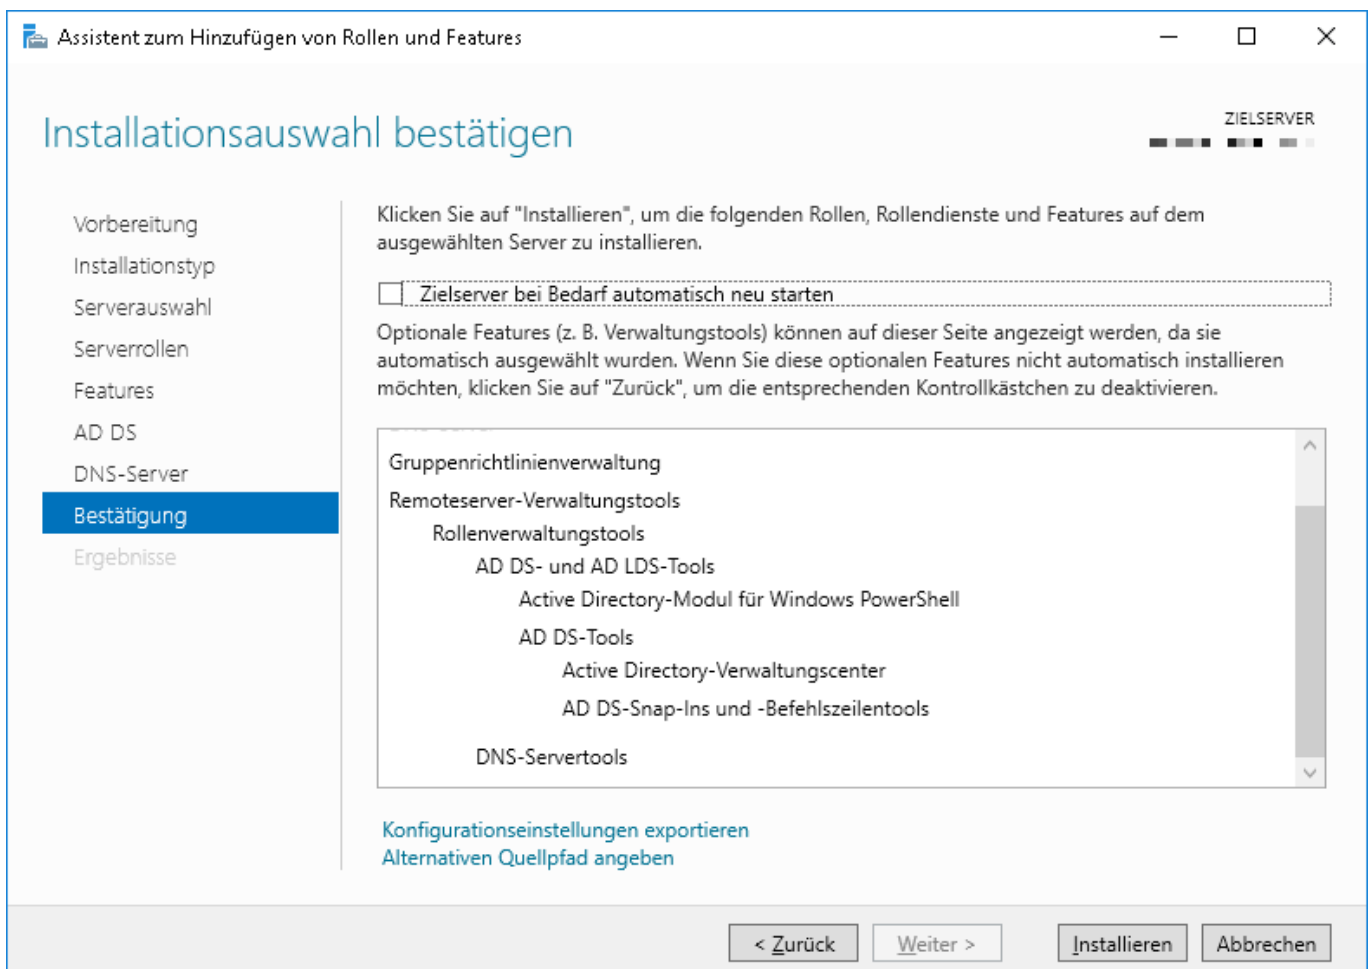 Assistent zum Hinzufügen von Rollen und Features
Installationsauswahl bestätigen
ZIELSERVER
Vorbereitung
Installationstyp
Serverauswahl
Serverrollen
Features
AD DS
DNS-Server
Bestätigung
Ergebnisse
Klicken Sie auf "Installieren", um die folgenden Rollen, Rollendienste und Features auf dem
ausgewählten Server zu installieren.
Zielserver bei Bedarf automatisch neu starten
Optionale Features (z. B. Verwaltungstools) können auf dieser Seite angezeigt werden, da sie
automatisch ausgewählt wurden. Wenn Sie diese optionalen Features nicht automatisch installieren
möchten, klicken Sie auf "Zurück", um die entsprechenden Kontrollkästchen zu deaktivieren.
Gruppenrichtlinienverwaltung
Remoteserver-Verwaltungstools
Rollenverwaltungstools
AD DS- und AD LDS-Tools
Active Directory-Modul für Windows PowerShell
AD DS-Tools
Active Directory-Verwaltungscenter
AD DS-Snap-Ins und -Befehlszeilentools
DNS-Servertools
Konfigurationseinstellungen exportieren
Alternativen Quellpfad angeben
< Zurück
Weiter >
Installieren
Abbrechen